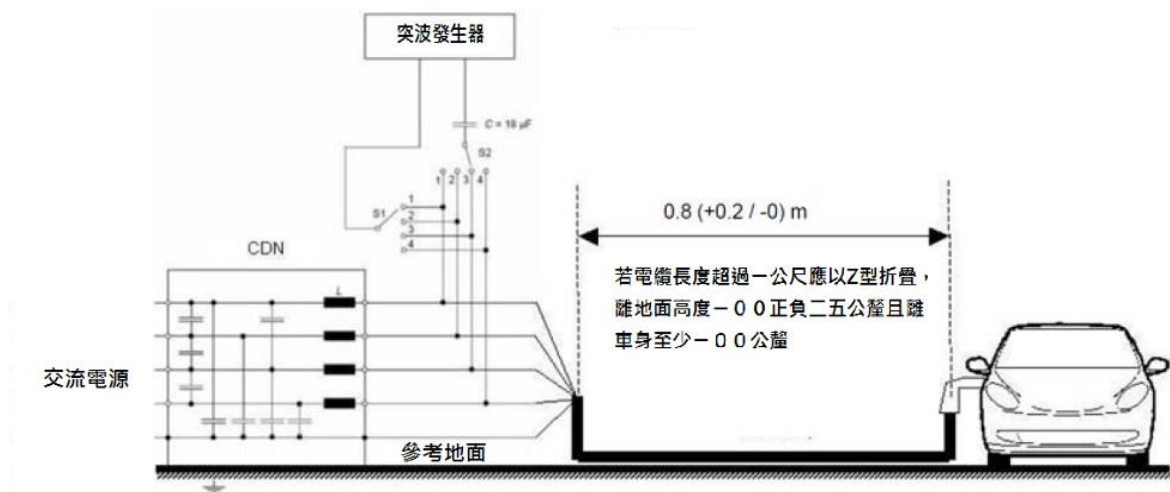 突波發生器
C = 18 μF
S2
1 2 3 4
S1
1
2
3
4
0.8 (+0.2 / -0) m
CDN
L
若電纜長度超過一公尺應以Z型折疊，
離地面高度一００正負二五公釐且離
車身至少一００公釐
交流電源
參考地面